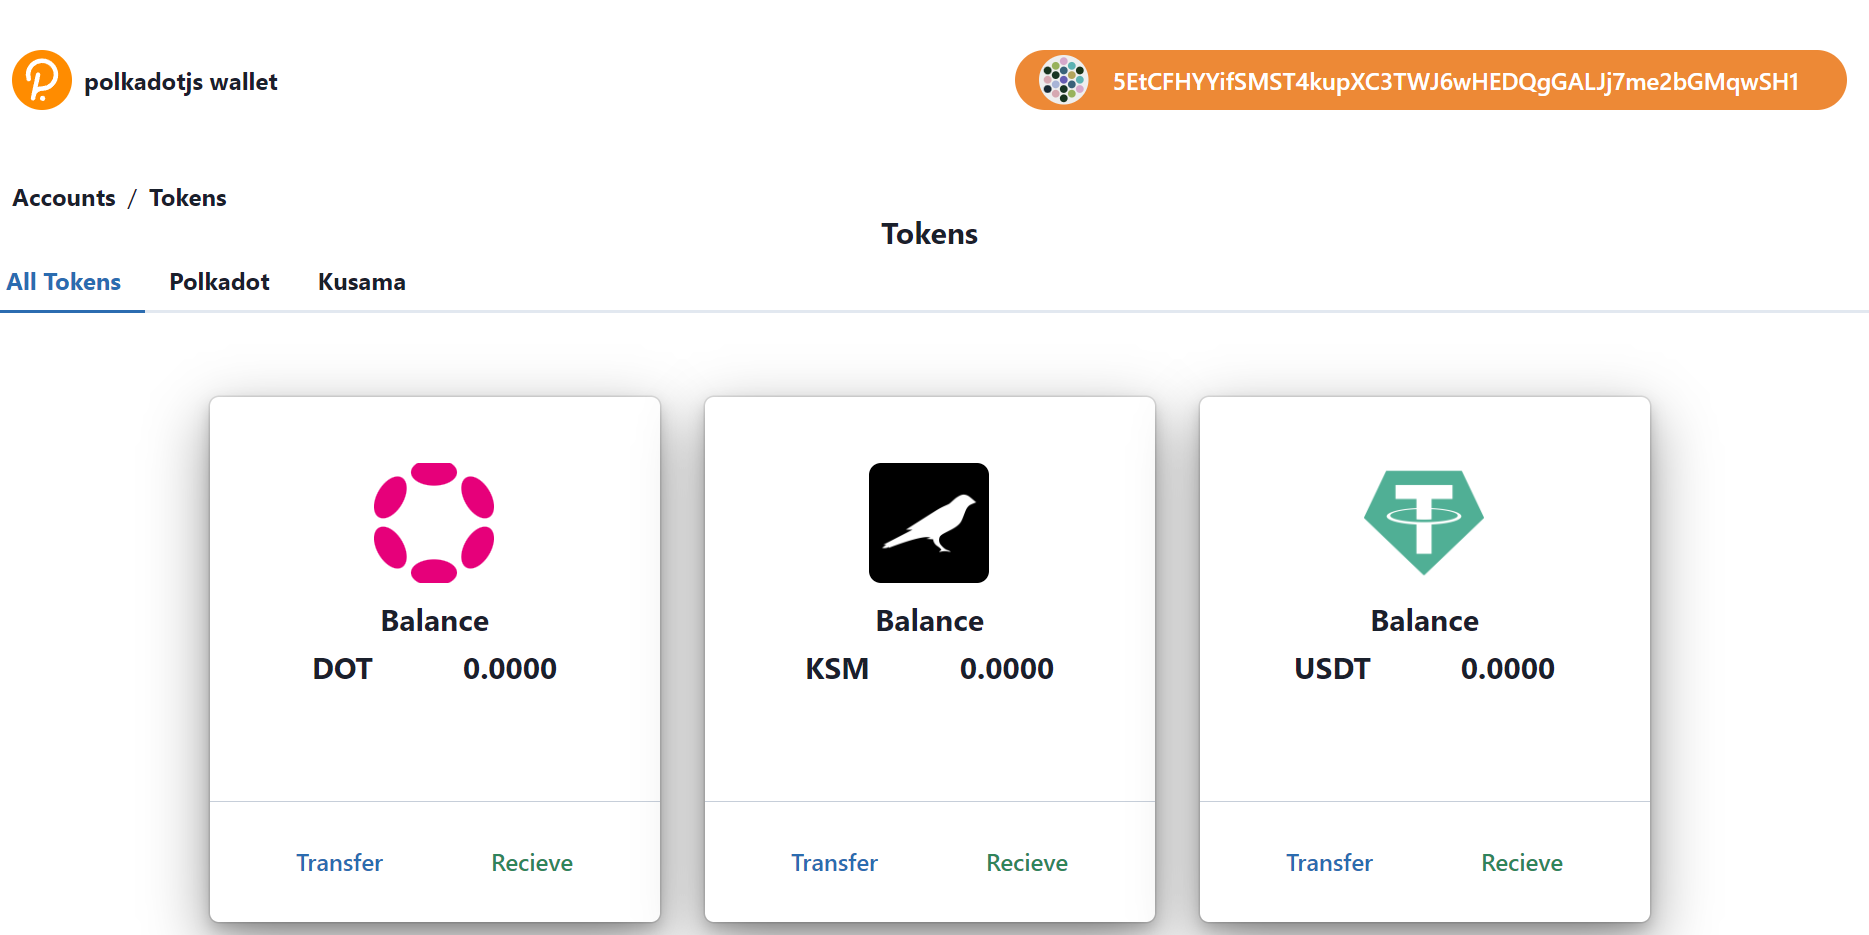 polkadotjs wallet
5EtCFHYYifSMST4kupXC3TWJ6wHEDQgGALJj7me2bGMqwSH1
Accounts / Tokens
Tokens
All Tokens Polkadot Kusama
Balance Balance Balance
DOT 0.0000 KSM 0.0000 USDT 0.0000
Transfer Recieve Transfer Recieve Transfer Recieve